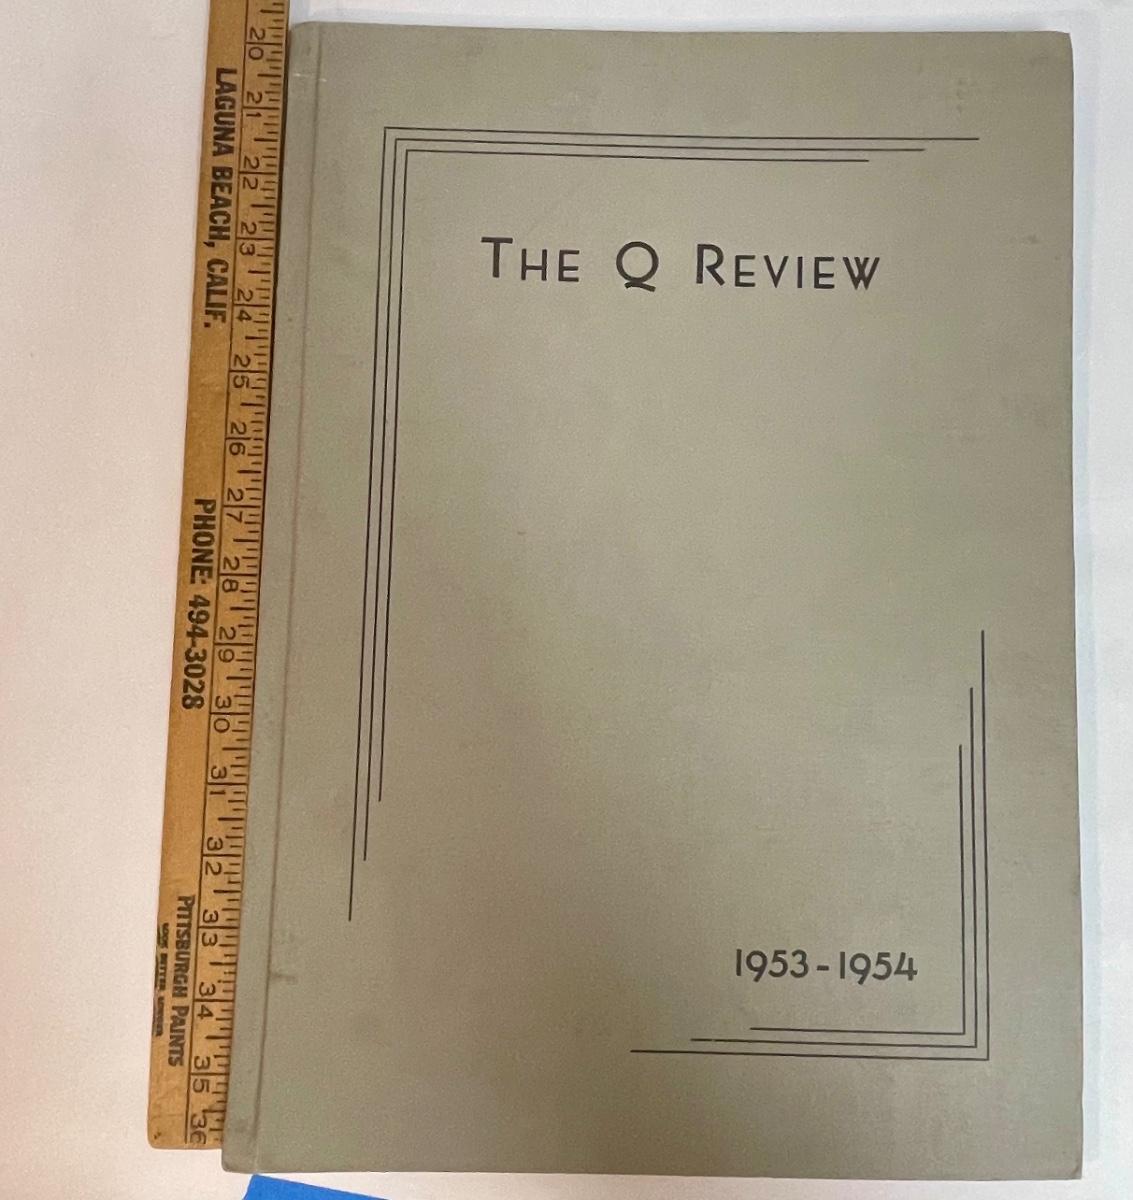 THE Q REVIEW
1953-1954
20 21 22 23 24 25 26 27 28 29 30 31 32 33 34 35 36
LAGUNA BEACH, CALIF.
PHONE: 494-3028
PITTSBURGH PAINTS